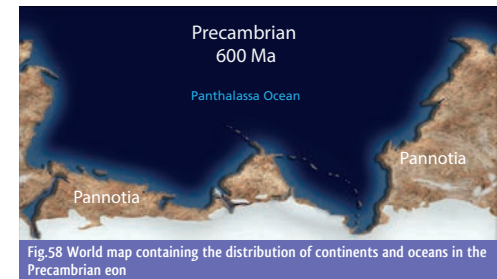 Precambrian
600 Ma
Panthalassa Ocean
Pannotia
Pannotia
Fig.58 World map containing the distribution of continents and oceans in the
Precambrian eon